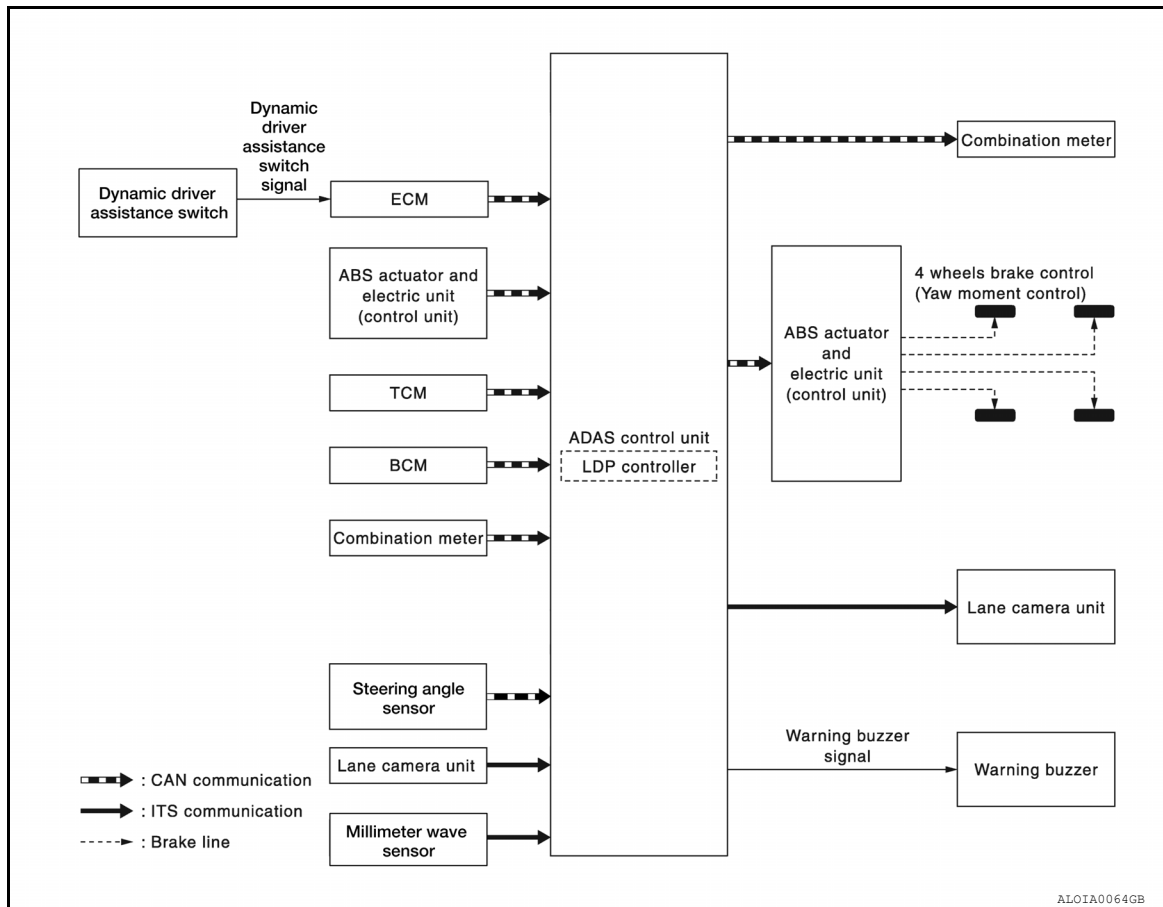 Dynamic
driver
assistance
switch
signal
Dynamic driver
assistance switch
ECM
ABS actuator and
electric unit
(control unit)
TCM
BCM
Combination meter
Steering angle
sensor
Lane camera unit
Millimeter wave
sensor
ADAS control unit
LDP controller
Combination meter
ABS actuator
and
electric unit
(control unit)
4 wheels brake control
(Yaw moment control)
Lane camera unit
Warning buzzer
signal
Warning buzzer
: CAN communication
: ITS communication
: Brake line
ALOIA0064GB